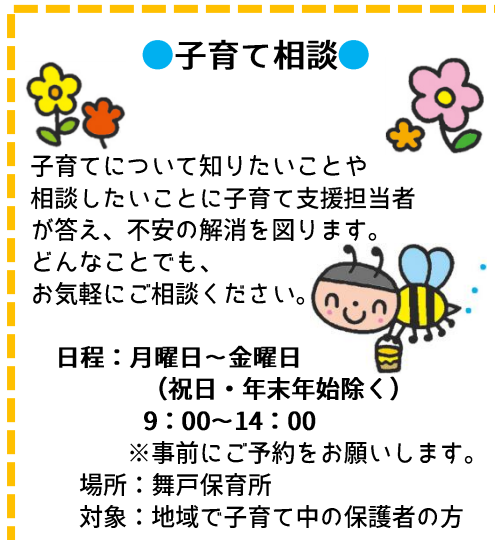 ●子育て相談●
子育てについて知りたいことや
相談したいことに子育て支援担当者
が答え、不安の解消を図ります。
どんなことでも、
お気軽にご相談ください。
日程：月曜日～金曜日
（祝日・年末年始除く）
9：00～14：00
※事前にご予約をお願いします。
場所：舞戸保育所
対象：地域で子育て中の保護者の方